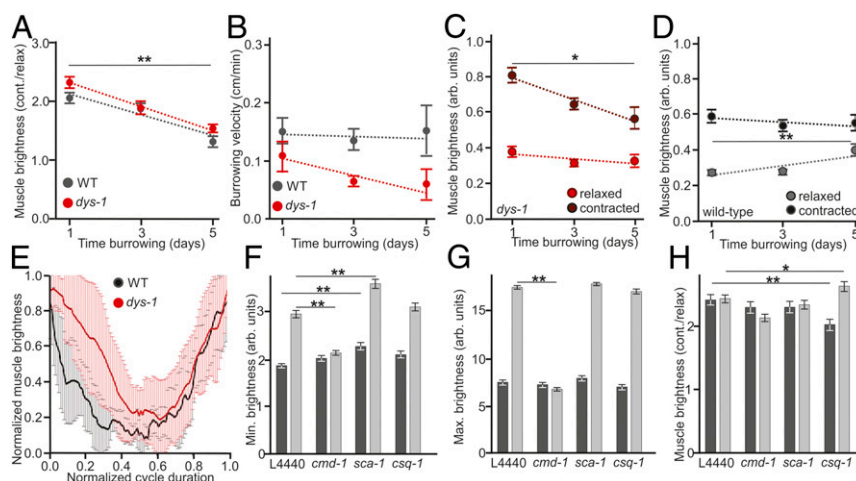 A
Muscle brightness (cont./relax)
3.0
2.0
1.0
0.0
**
WT
dys-1
1
3
5
Time burrowing (days)
B
Burrowing velocity (cm/min)
0.3
0.2
0.1
0.0
WT
dys-1
1
3
5
Time burrowing (days)
C
Muscle brightness (arb. units)
1.0
0.8
0.6
0.4
0.2
0.0
*
relaxed
contracted
dys-1
1
3
5
Time burrowing (days)
D
Muscle brightness (arb. units)
1.0
0.8
0.6
0.4
0.2
0.0
**
relaxed
contracted
wild-type
1
3
5
Time burrowing (days)
E
Normalized muscle brightness
1.0
0.8
0.6
0.4
0.2
0.0
WT
dys-1
0.0
0.2
0.4
0.6
0.8
1.0
Normalized cycle duration
F
Min. brightness (arb. units)
3
2
1
0
**
**
**
L4440
cmd-1
sca-1
csq-1
G
Max. brightness (arb. units)
15
10
5
**
L4440
cmd-1
sca-1
csq-1
H
Muscle brightness (cont./relax)
3
2
1
0
*
**
L4440
cmd-1
sca-1
csq-1